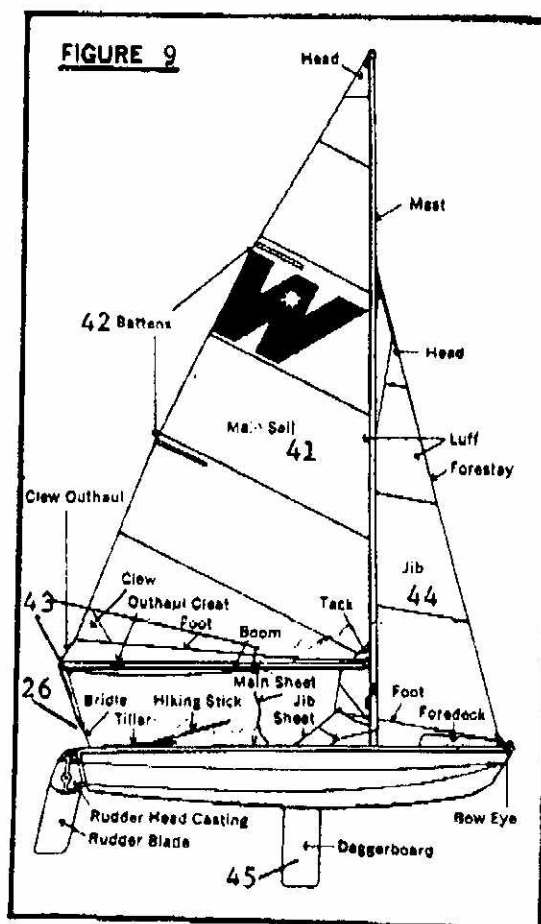 FIGURE 9
Head
Mast
W
42 Battens
Head
Main Sail
41
Luff
Forestay
Clew Outhaul
Jib
44
Clew
43
Outhaul Cleat
Tack
Foot
Boom
26
Main Sheet
Bridle
Hiking Stick
Jib
Sheet
Foot
Tiller
Foredeck
Rudder Head Casting
Bow Eye
Rudder Blade
Daggerboard
45